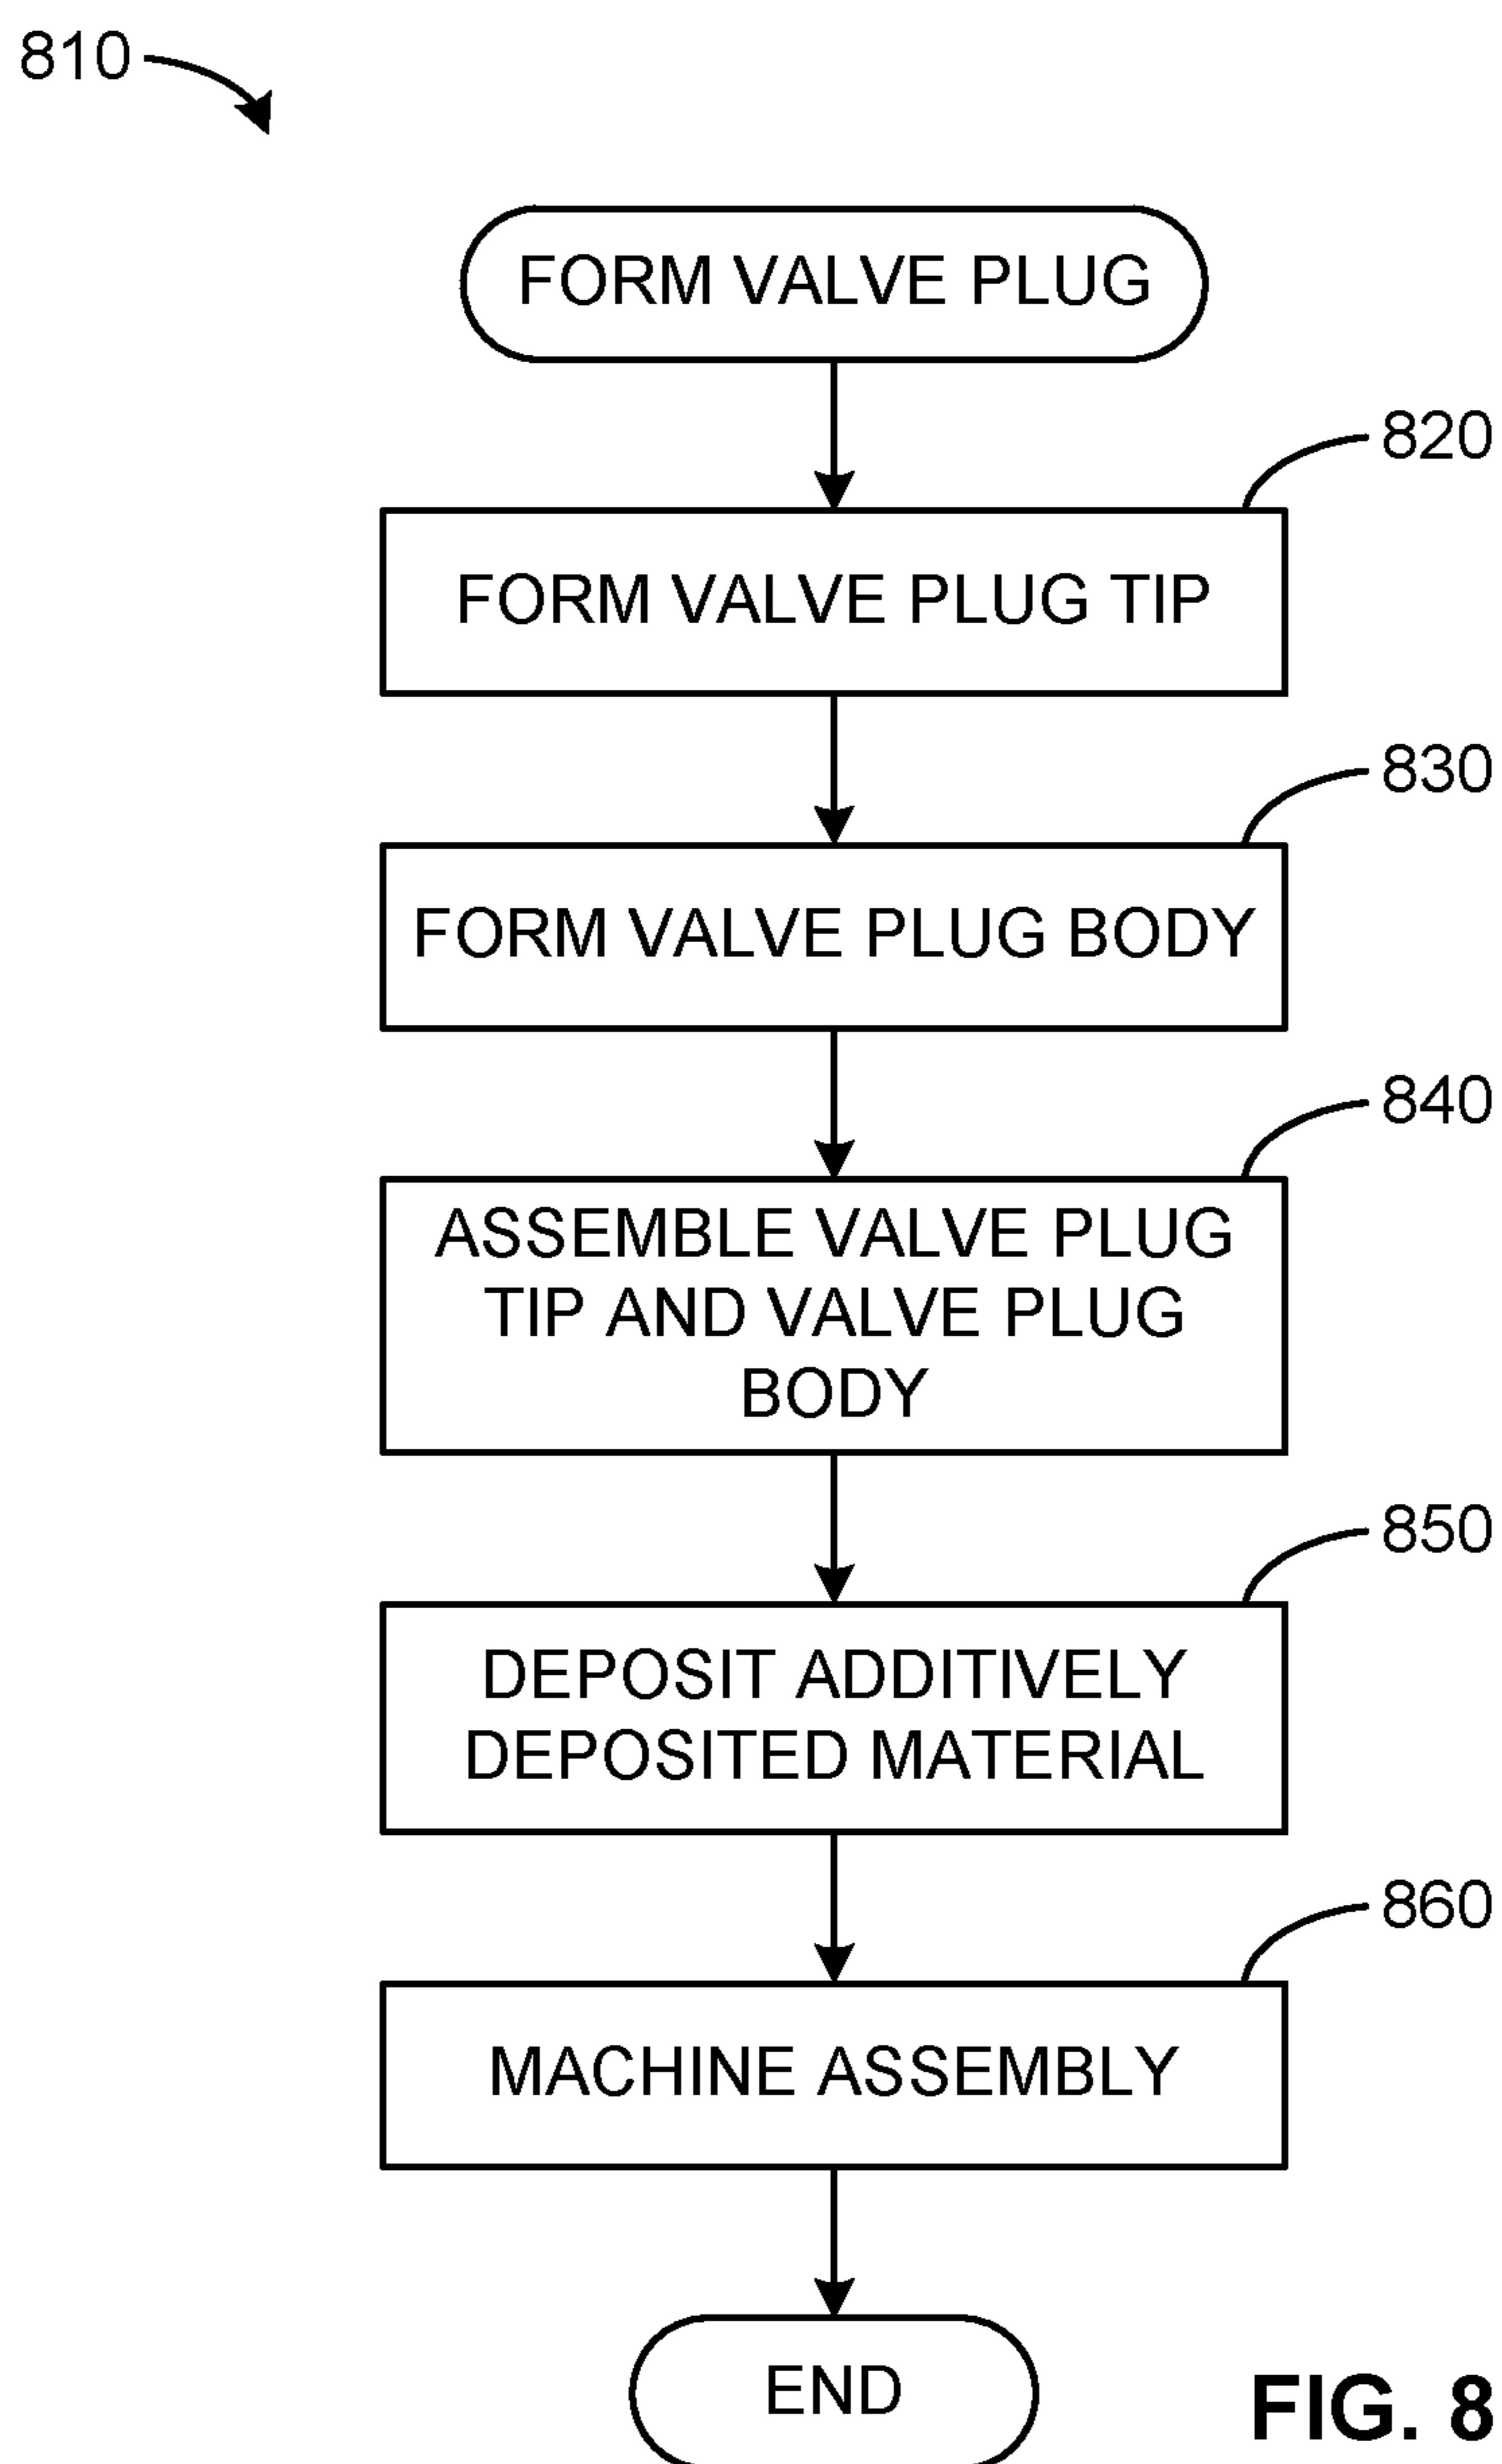 810
FORM VALVE PLUG
820
FORM VALVE PLUG TIP
830
FORM VALVE PLUG BODY
840
ASSEMBLE VALVE PLUG
TIP AND VALVE PLUG
BODY
850
DEPOSIT ADDITIVELY
DEPOSITED MATERIAL
860
MACHINE ASSEMBLY
END
FIG. 8